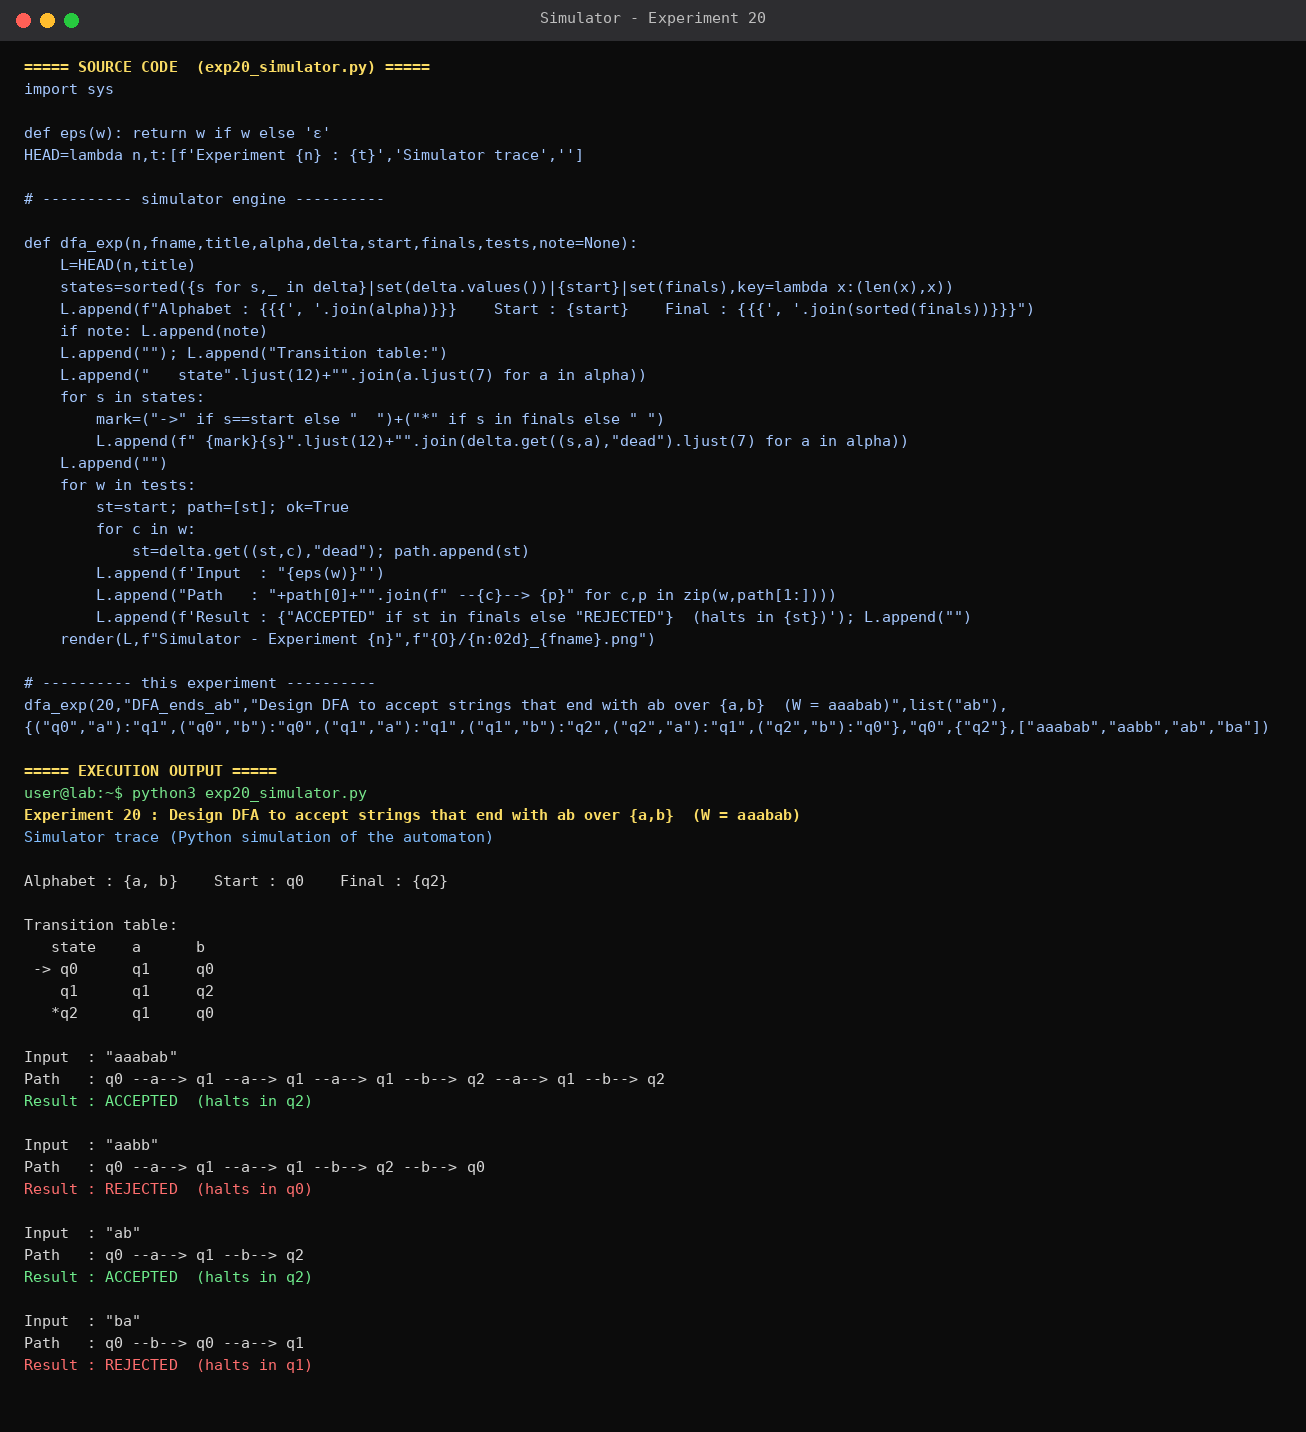 Simulator - Experiment 20
===== SOURCE CODE  (exp20_simulator.py) =====
import sys

def eps(w): return w if w else 'ε'
HEAD=lambda n,t:[f'Experiment {n} : {t}','Simulator trace','']

# ---------- simulator engine ----------

def dfa_exp(n,fname,title,alpha,delta,start,finals,tests,note=None):
    L=HEAD(n,title)
    states=sorted({s for s,_ in delta}|set(delta.values())|{start}|set(finals),key=lambda x:(len(x),x))
    L.append(f"Alphabet : {{{', '.join(alpha)}}}    Start : {start}    Final : {{{', '.join(sorted(finals))}}}")
    if note: L.append(note)
    L.append(""); L.append("Transition table:")
    L.append("   state".ljust(12)+"".join(a.ljust(7) for a in alpha))
    for s in states:
        mark=("->" if s==start else "  ")+("*" if s in finals else " ")
        L.append(f" {mark}{s}".ljust(12)+"".join(delta.get((s,a),"dead").ljust(7) for a in alpha))
    L.append("")
    for w in tests:
        st=start; path=[st]; ok=True
        for c in w:
            st=delta.get((st,c),"dead"); path.append(st)
        L.append(f'Input  : "{eps(w)}"')
        L.append("Path   : "+path[0]+"".join(f" --{c}--> {p}" for c,p in zip(w,path[1:])))
        L.append(f'Result : {"ACCEPTED" if st in finals else "REJECTED"}  (halts in {st})'); L.append("")
    render(L,f"Simulator - Experiment {n}",f"{O}/{n:02d}_{fname}.png")

# ---------- this experiment ----------
dfa_exp(20,"DFA_ends_ab","Design DFA to accept strings that end with ab over {a,b}  (W = aaabab)",list("ab"),
{("q0","a"):"q1",("q0","b"):"q0",("q1","a"):"q1",("q1","b"):"q2",("q2","a"):"q1",("q2","b"):"q0"},"q0",{"q2"},["aaabab","aabb","ab","ba"])

===== EXECUTION OUTPUT =====
user@lab:~$ python3 exp20_simulator.py
Experiment 20 : Design DFA to accept strings that end with ab over {a,b}  (W = aaabab)
Simulator trace (Python simulation of the automaton)

Alphabet : {a, b}    Start : q0    Final : {q2}

Transition table:
   state    a      b
 -> q0      q1     q0
    q1      q1     q2
   *q2      q1     q0

Input  : "aaabab"
Path   : q0 --a--> q1 --a--> q1 --a--> q1 --b--> q2 --a--> q1 --b--> q2
Result : ACCEPTED  (halts in q2)

Input  : "aabb"
Path   : q0 --a--> q1 --a--> q1 --b--> q2 --b--> q0
Result : REJECTED  (halts in q0)

Input  : "ab"
Path   : q0 --a--> q1 --b--> q2
Result : ACCEPTED  (halts in q2)

Input  : "ba"
Path   : q0 --b--> q0 --a--> q1
Result : REJECTED  (halts in q1)